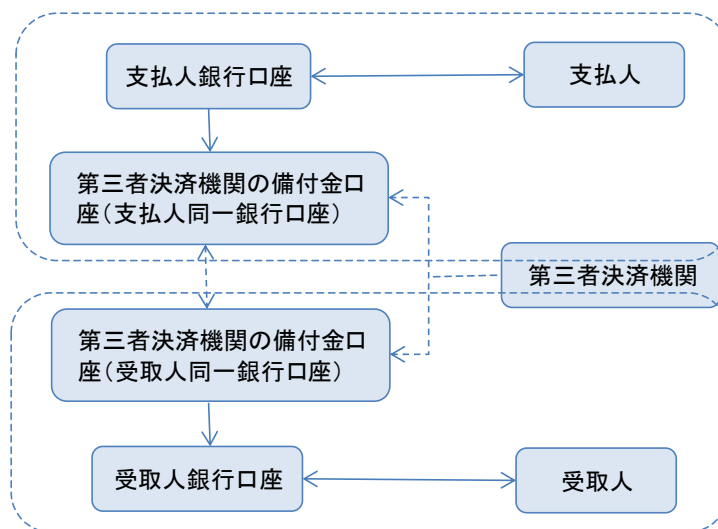 支払人銀行口座
支払人
第三者決済機関の備付金口
座（支払人同一銀行口座）
第三者決済機関
第三者決済機関の備付金口
座（受取人同一銀行口座）
受取人銀行口座
受取人